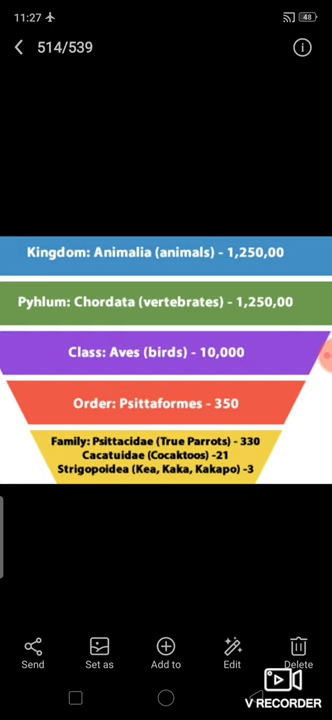 11:27
48
514/539
Kingdom: Animalia (animals) - 1,250,00
Pyhlum: Chordata (vertebrates) - 1,250,00
Class: Aves (birds) - 10,000
Order: Psittaformes - 350
Family: Psittacidae (True Parrots) - 330
Cacatuidae (Cocaktoos) -21
Strigopoidea (Kea, Kaka, Kakapo) -3
Send Set as Add to Edit Delete
V RECORDER